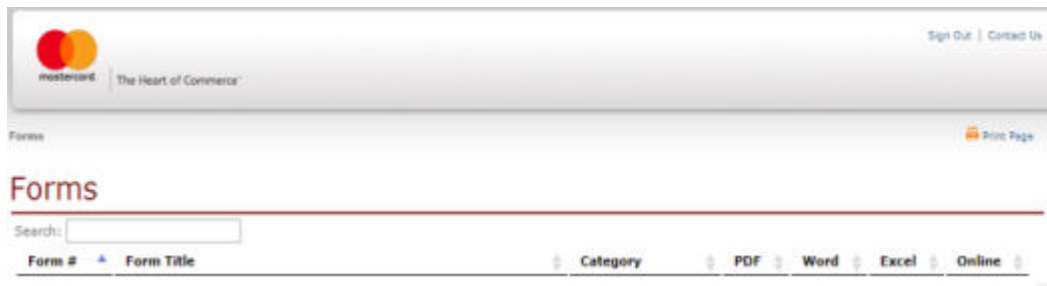 Sign Out | Contact Us
mastercard
The Heart of Commerce™
Forms
Print Page
Forms
Search:
Form # Form Title Category PDF Word Excel Online